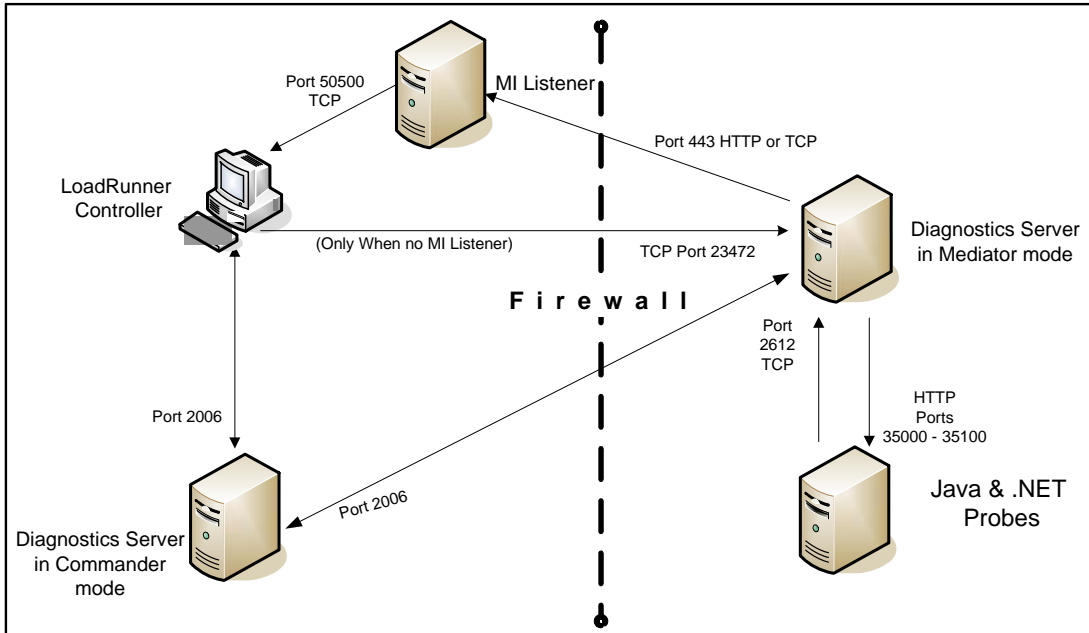 MI Listener
Port 50500
TCP
Port 443 HTTP or TCP
LoadRunner
Controller
(Only When no MI Listener)
TCP Port 23472
Diagnostics Server
in Mediator mode
F i r e w a l l
Port
2612
TCP
HTTP
Ports
35000 - 35100
Port 2006
Port 2006
Java & .NET
Probes
Diagnostics Server
in Commander
mode